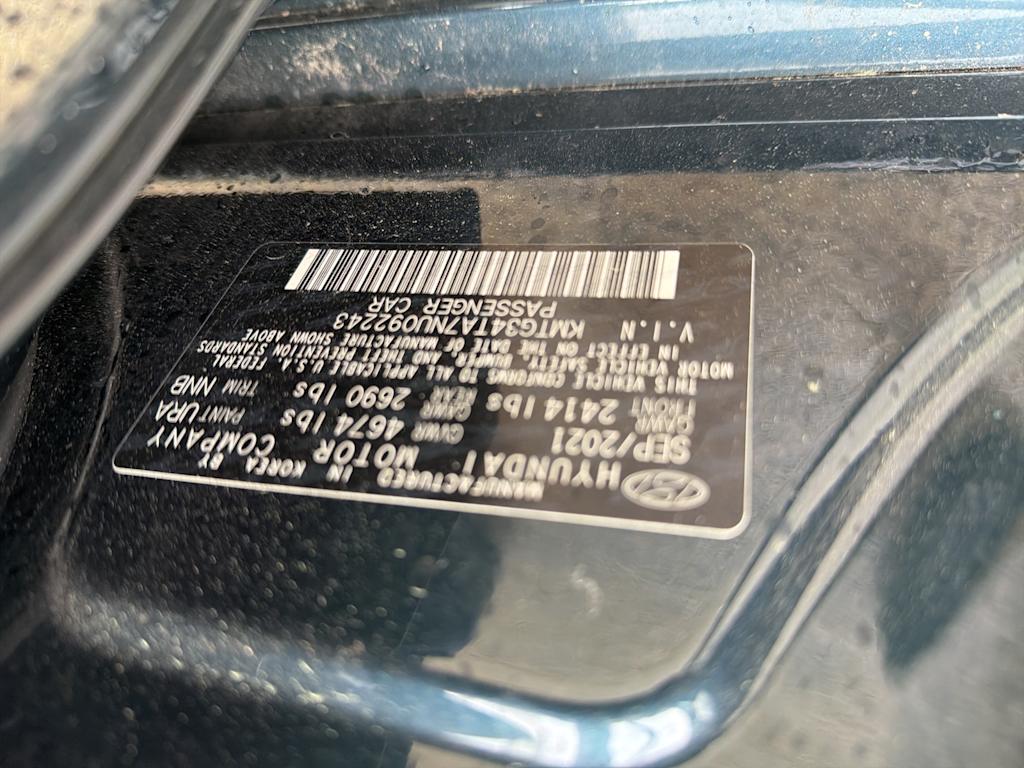 MANUFACTURED IN KOREA BY
HYUNDAI MOTOR COMPANY
SEP/2021 GVWR 4674 lbs PAINT URA
GAWR FRONT 2414 lbs GAWR REAR 2690 lbs TRIM NNB
THIS VEHICLE CONFORMS TO ALL APPLICABLE U.S.A. FEDERAL
MOTOR VEHICLE SAFETY, BUMPER AND THEFT PREVENTION STANDARDS
IN EFFECT ON THE DATE OF MANUFACTURE SHOWN ABOVE
V.I.N KMTG34TA7NU092243
PASSENGER CAR